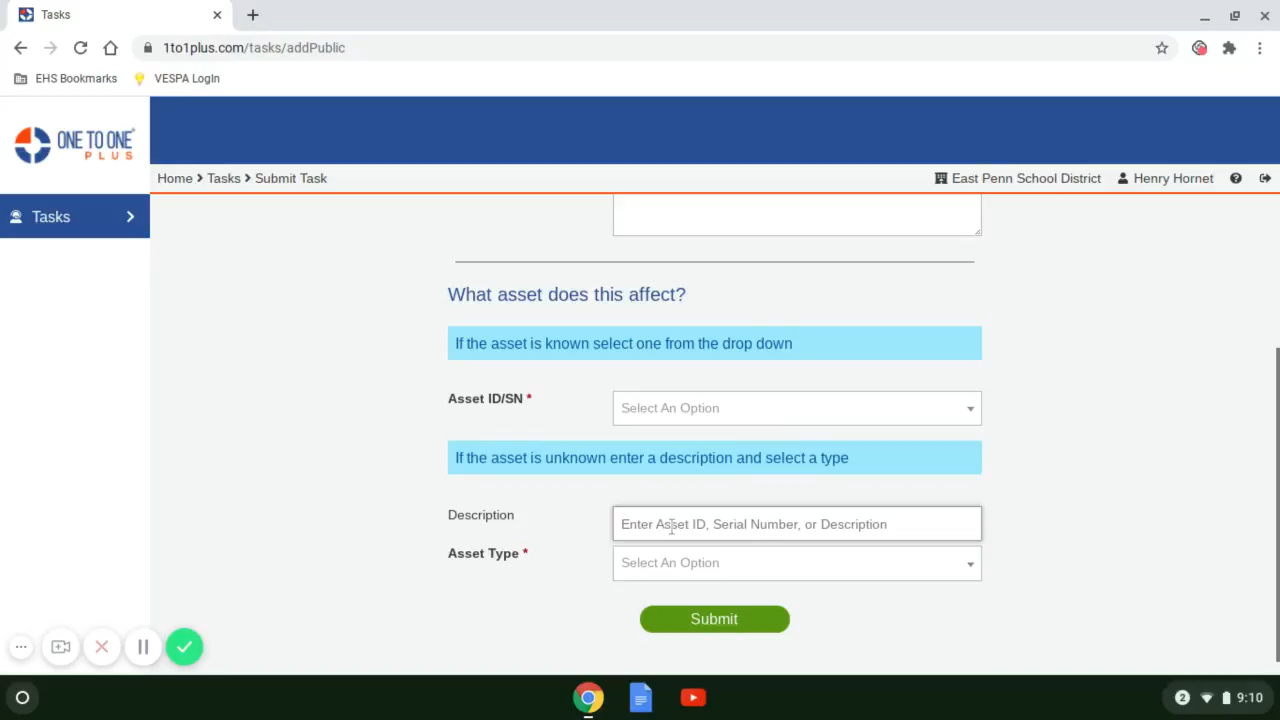 Tasks
1to1plus.com/tasks/addPublic
EHS Bookmarks VESPA LogIn
ONE TO ONE
PLUS
Home Tasks Submit Task
East Penn School District Henry Hornet
Tasks
What asset does this affect?
If the asset is known select one from the drop down
Asset ID/SN * Select An Option
If the asset is unknown enter a description and select a type
Description Enter Asset ID, Serial Number, or Description
Asset Type * Select An Option
Submit
2 9:10